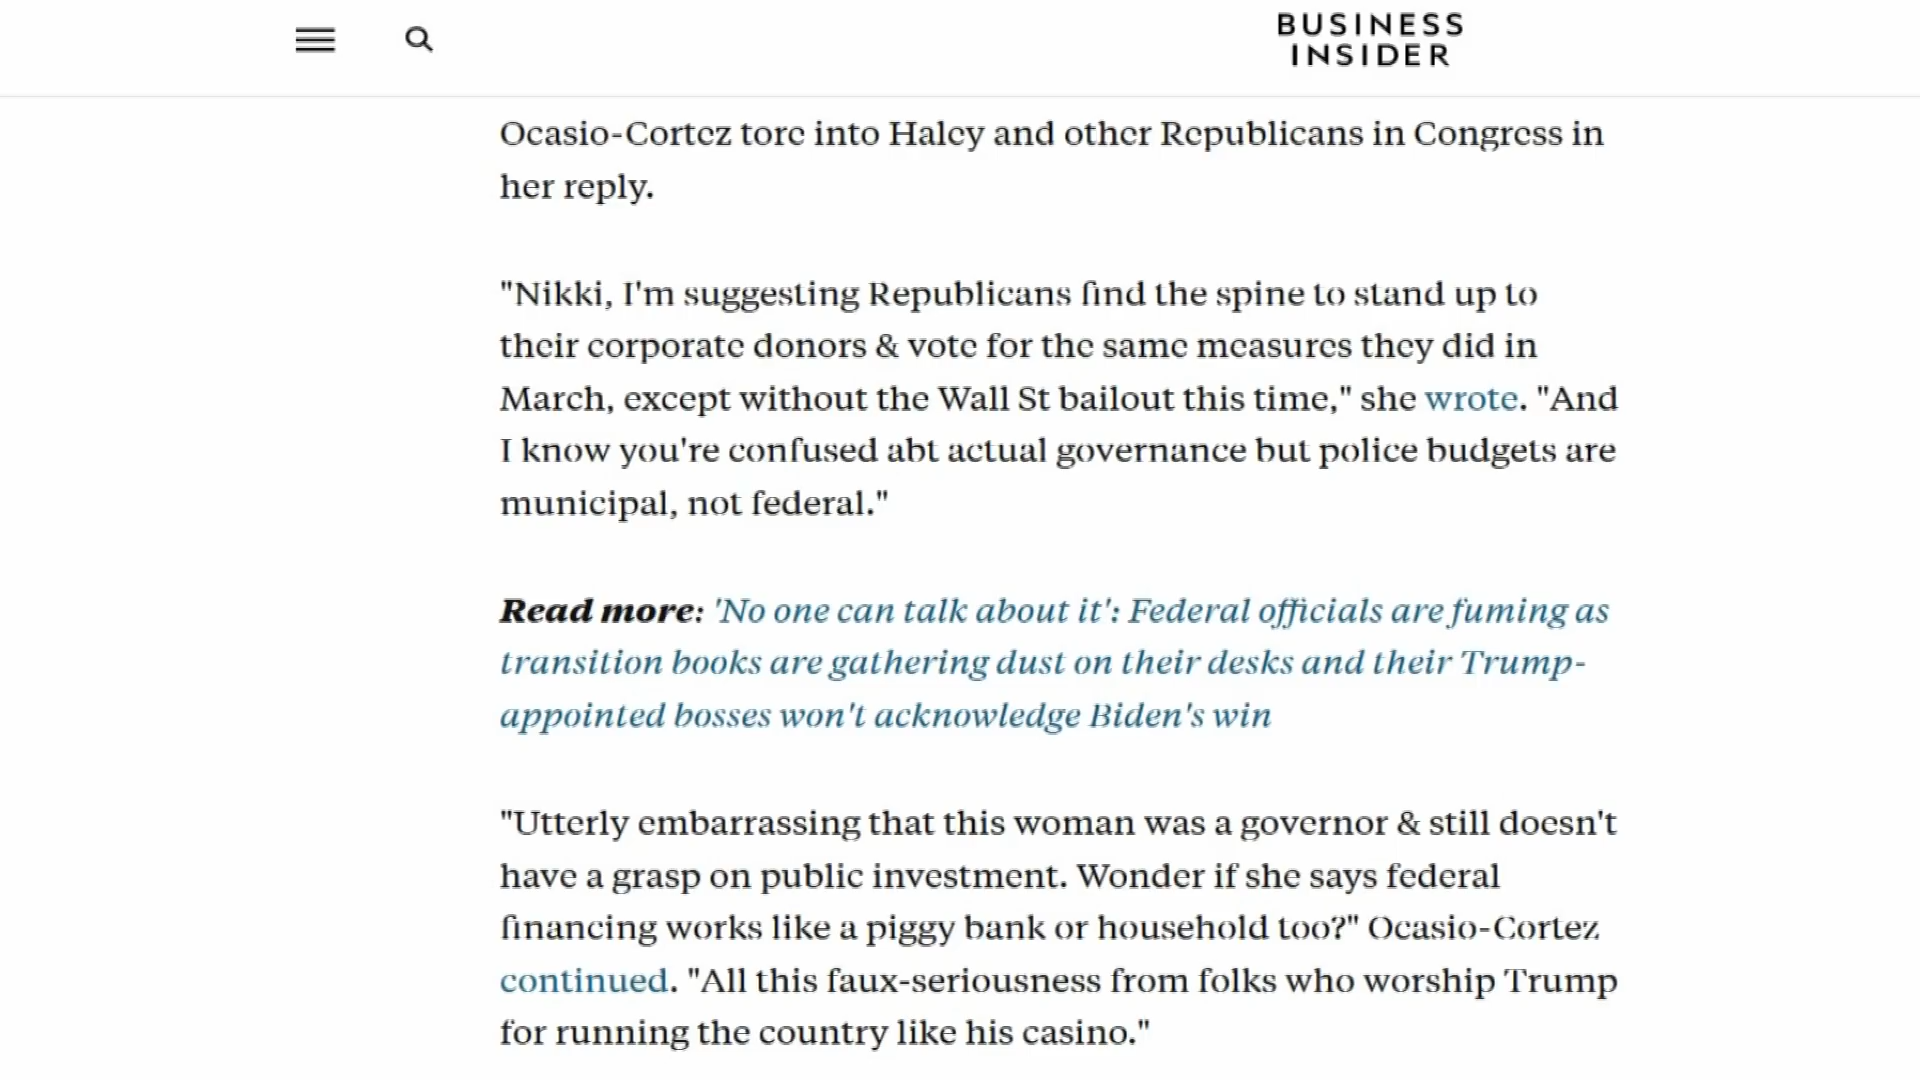 BUSINESS
INSIDER
Ocasio-Cortez tore into Haley and other Republicans in Congress in
her reply.
"Nikki, I'm suggesting Republicans find the spine to stand up to
their corporate donors & vote for the same measures they did in
March, except without the Wall St bailout this time," she wrote. "And
I know you're confused abt actual governance but police budgets are
municipal, not federal."
Read more: 'No one can talk about it': Federal officials are fuming as
transition books are gathering dust on their desks and their Trump-
appointed bosses won't acknowledge Biden's win
"Utterly embarrassing that this woman was a governor & still doesn't
have a grasp on public investment. Wonder if she says federal
financing works like a piggy bank or household too?" Ocasio-Cortez
continued. "All this faux-seriousness from folks who worship Trump
for running the country like his casino."